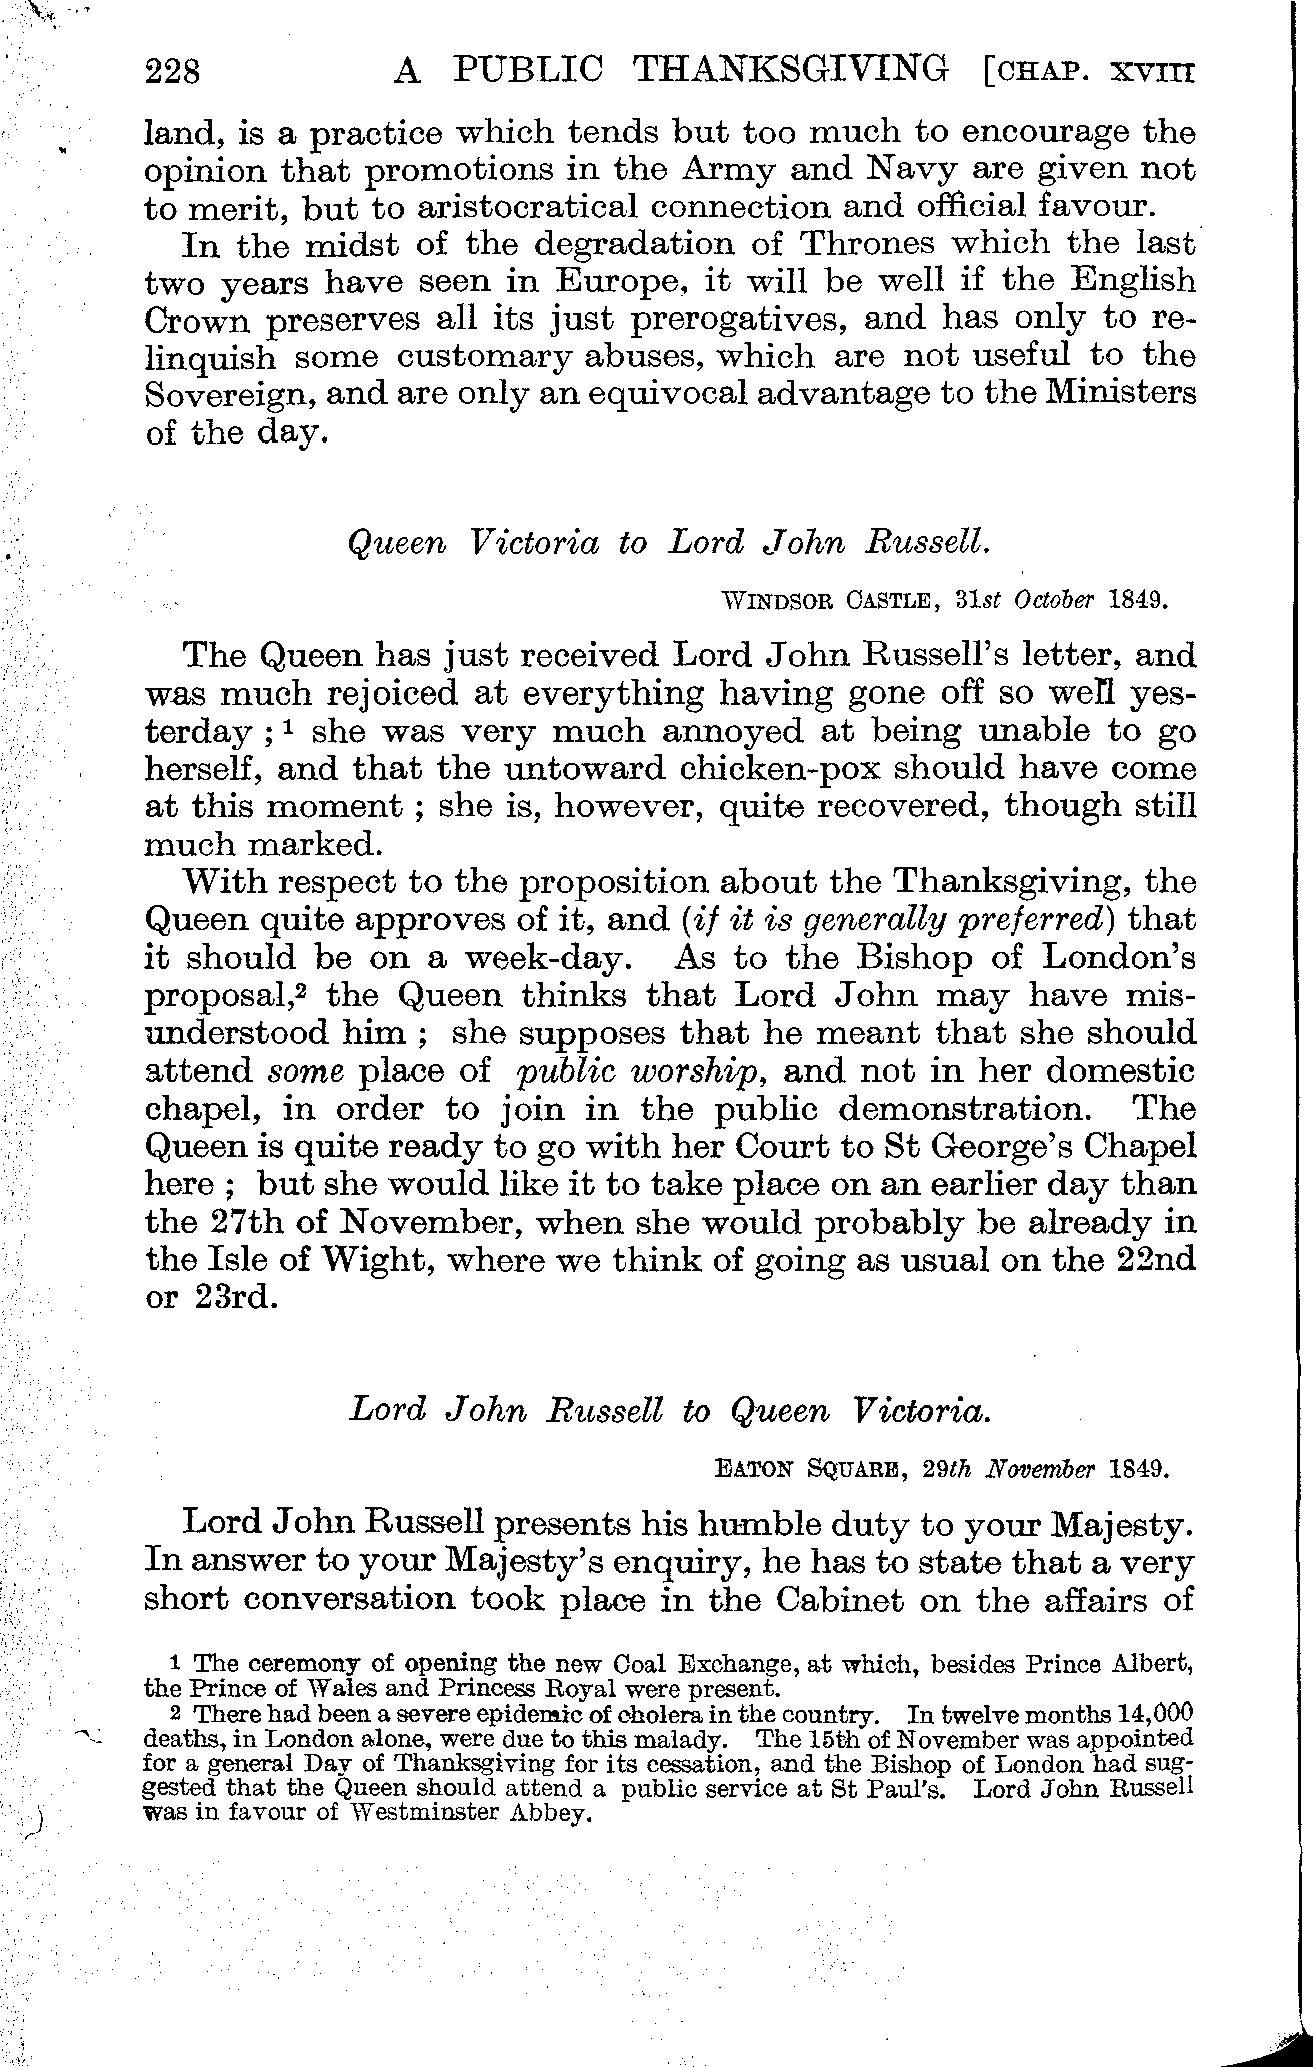 228 A PUBLIC THANKSGIVING [CHAP. XVIII
land, is a practice which tends but too much to encourage the
opinion that promotions in the Army and Navy are given not
to merit, but to aristocratical connection and official favour.
In the midst of the degradation of Thrones which the last
two years have seen in Europe, it will be well if the English
Crown preserves all its just prerogatives, and has only to re-
linquish some customary abuses, which are not useful to the
Sovereign, and are only an equivocal advantage to the Ministers
of the day.
Queen Victoria to Lord John Russell.
WINDSOR CASTLE, 31st October 1849.
The Queen has just received Lord John Russell's letter, and
was much rejoiced at everything having gone off so well yes-
terday ;¹ she was very much annoyed at being unable to go
herself, and that the untoward chicken-pox should have come
at this moment ; she is, however, quite recovered, though still
much marked.
With respect to the proposition about the Thanksgiving, the
Queen quite approves of it, and (if it is generally preferred) that
it should be on a week-day. As to the Bishop of London's
proposal,² the Queen thinks that Lord John may have mis-
understood him ; she supposes that he meant that she should
attend some place of public worship, and not in her domestic
chapel, in order to join in the public demonstration. The
Queen is quite ready to go with her Court to St George's Chapel
here ; but she would like it to take place on an earlier day than
the 27th of November, when she would probably be already in
the Isle of Wight, where we think of going as usual on the 22nd
or 23rd.
Lord John Russell to Queen Victoria.
EATON SQUARE, 29th November 1849.
Lord John Russell presents his humble duty to your Majesty.
In answer to your Majesty's enquiry, he has to state that a very
short conversation took place in the Cabinet on the affairs of
1 The ceremony of opening the new Coal Exchange, at which, besides Prince Albert,
the Prince of Wales and Princess Royal were present.
2 There had been a severe epidemic of cholera in the country. In twelve months 14,000
deaths, in London alone, were due to this malady. The 15th of November was appointed
for a general Day of Thanksgiving for its cessation, and the Bishop of London had sug-
gested that the Queen should attend a public service at St Paul's. Lord John Russell
was in favour of Westminster Abbey.